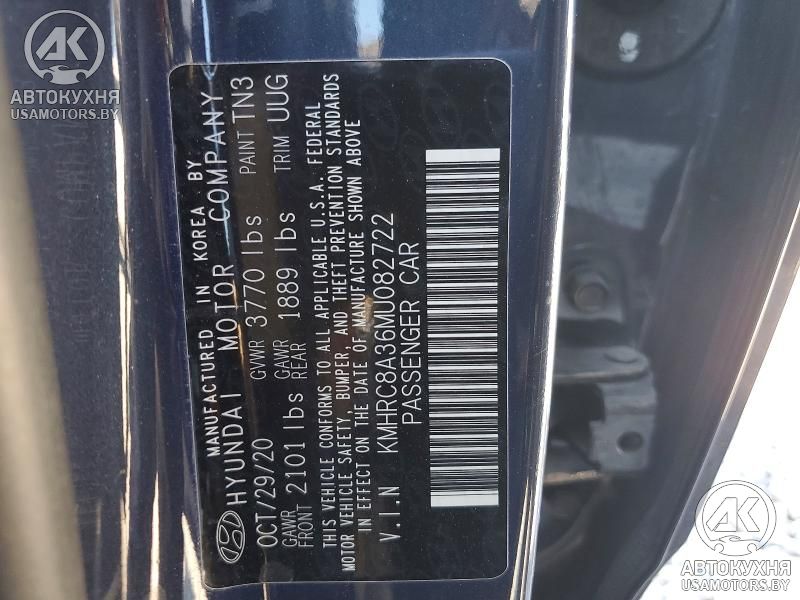 MANUFACTURED IN KOREA BY
HYUNDAI MOTOR COMPANY
OCT/29/20 GVWR 3770 lbs PAINT TN3
GAWR FRONT 2101 lbs GAWR REAR 1889 lbs TRIM UUG
THIS VEHICLE CONFORMS TO ALL APPLICABLE U.S.A. FEDERAL
MOTOR VEHICLE SAFETY, BUMPER, AND THEFT PREVENTION STANDARDS
IN EFFECT ON THE DATE OF MANUFACTURE SHOWN ABOVE
V.I.N KMHRC8A36MU082722
PASSENGER CAR
АК
АВТОКУХНЯ
USAMOTORS.BY
АК
АВТОКУХНЯ
USAMOTORS.BY